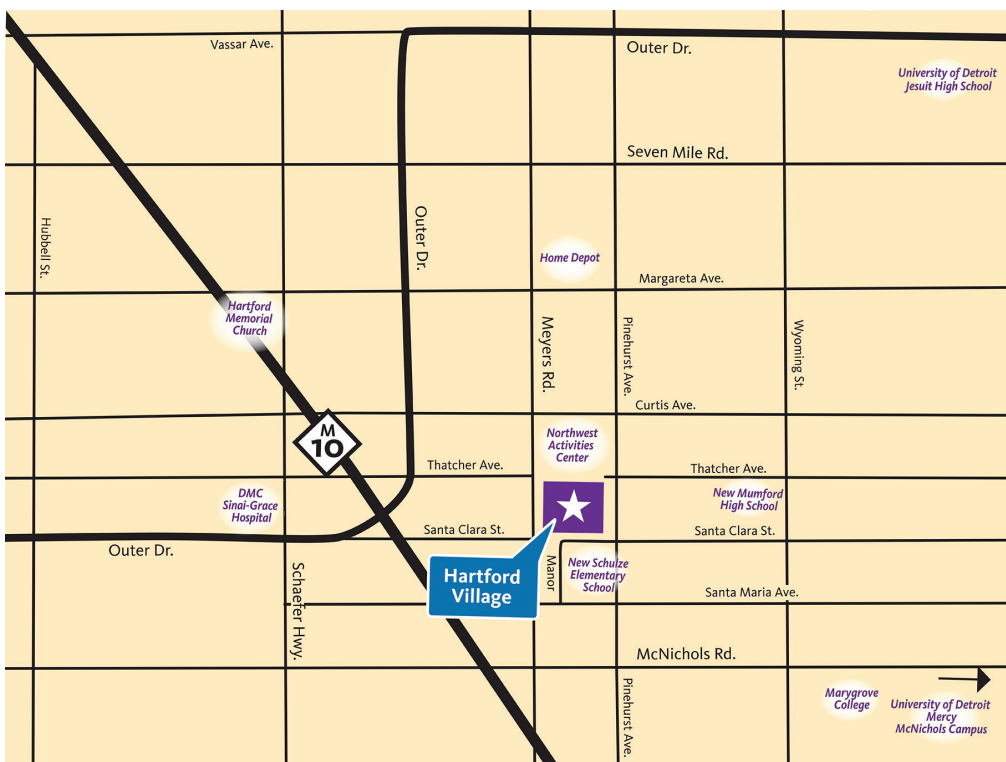 Vassar Ave.
Outer Dr.
University of Detroit
Jesuit High School
Seven Mile Rd.
Hubbell St.
Outer Dr.
Home Depot
Margareta Ave.
Hartford
Memorial
Church
Meyers Rd.
Pinehurst Ave.
Wyoming St.
Curtis Ave.
M
10
Northwest
Activities
Center
Thatcher Ave.
Thatcher Ave.
DMC
Sinai-Grace
Hospital
New Mumford
High School
Santa Clara St.
Santa Clara St.
Outer Dr.
Hartford
Village
Manor
New Schulze
Elementary
School
Schaefer Hwy.
Santa Maria Ave.
McNichols Rd.
Pinehurst Ave.
Marygrove
College
University of Detroit
Mercy
McNichols Campus